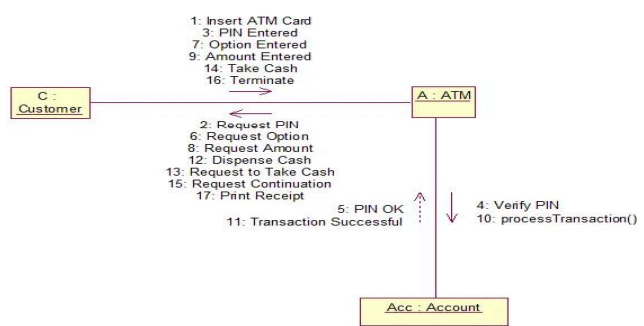 1: Insert ATM Card
3: PIN Entered
7: Option Entered
9: Amount Entered
14: Take Cash
16: Terminate
C :
Customer
A : ATM
2: Request PIN
6: Request Option
8: Request Amount
12: Dispense Cash
13: Request to Take Cash
15: Request Continuation
17: Print Receipt
5: PIN OK
11: Transaction Successful
4: Verify PIN
10: processTransaction()
Acc : Account